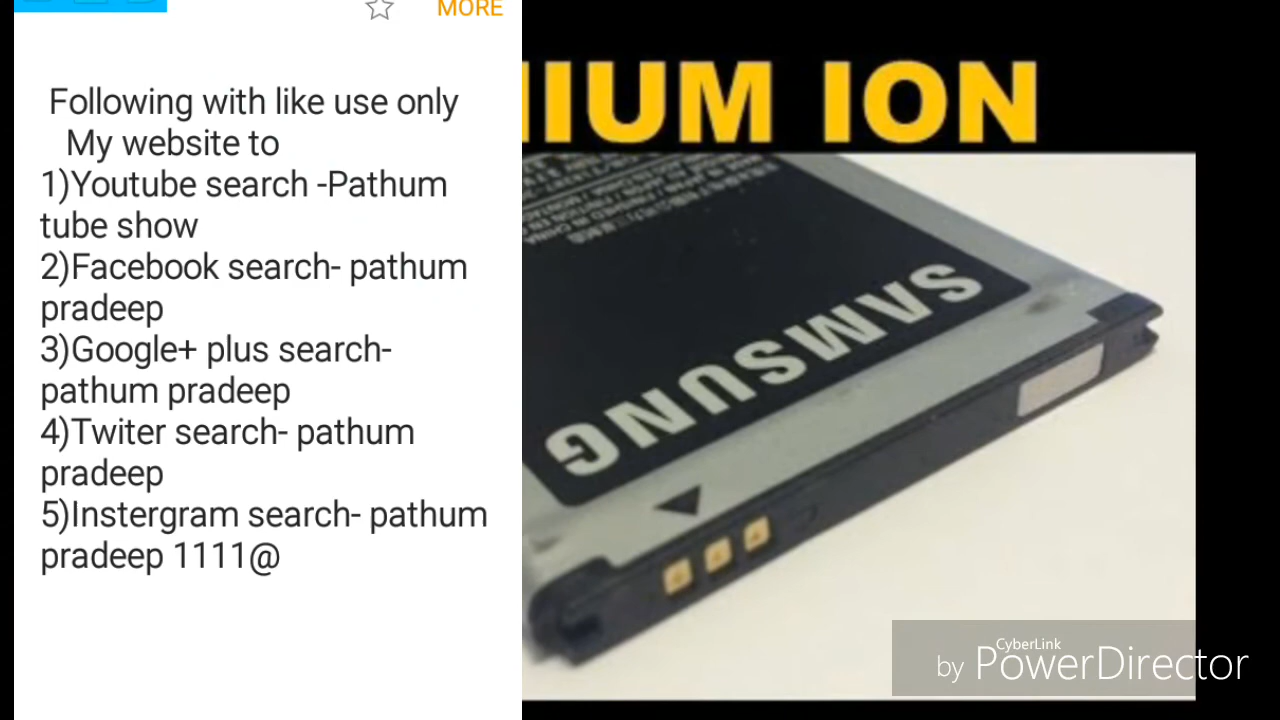 MORE
Following with like use only
My website to
1)Youtube search -Pathum
tube show
2)Facebook search- pathum
pradeep
3)Google+ plus search-
pathum pradeep
4)Twiter search- pathum
pradeep
5)Instergram search- pathum
pradeep 1111@
IUM ION
SAMSUNG
CyberLink
by PowerDirector